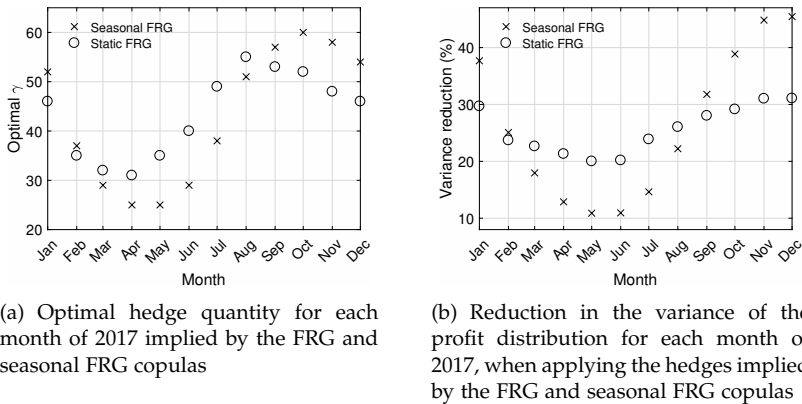 60
50
40
30
20
Optimal γ
Seasonal FRG
Static FRG
Jan
Feb
Mar
Apr
May
Jun
Jul
Aug
Sep
Oct
Nov
Dec
Month
(a) Optimal hedge quantity for each
month of 2017 implied by the FRG and
seasonal FRG copulas
40
30
20
10
Variance reduction (%)
Seasonal FRG
Static FRG
Jan
Feb
Mar
Apr
May
Jun
Jul
Aug
Sep
Oct
Nov
Dec
Month
(b) Reduction in the variance of the
profit distribution for each month of
2017, when applying the hedges implied
by the FRG and seasonal FRG copulas